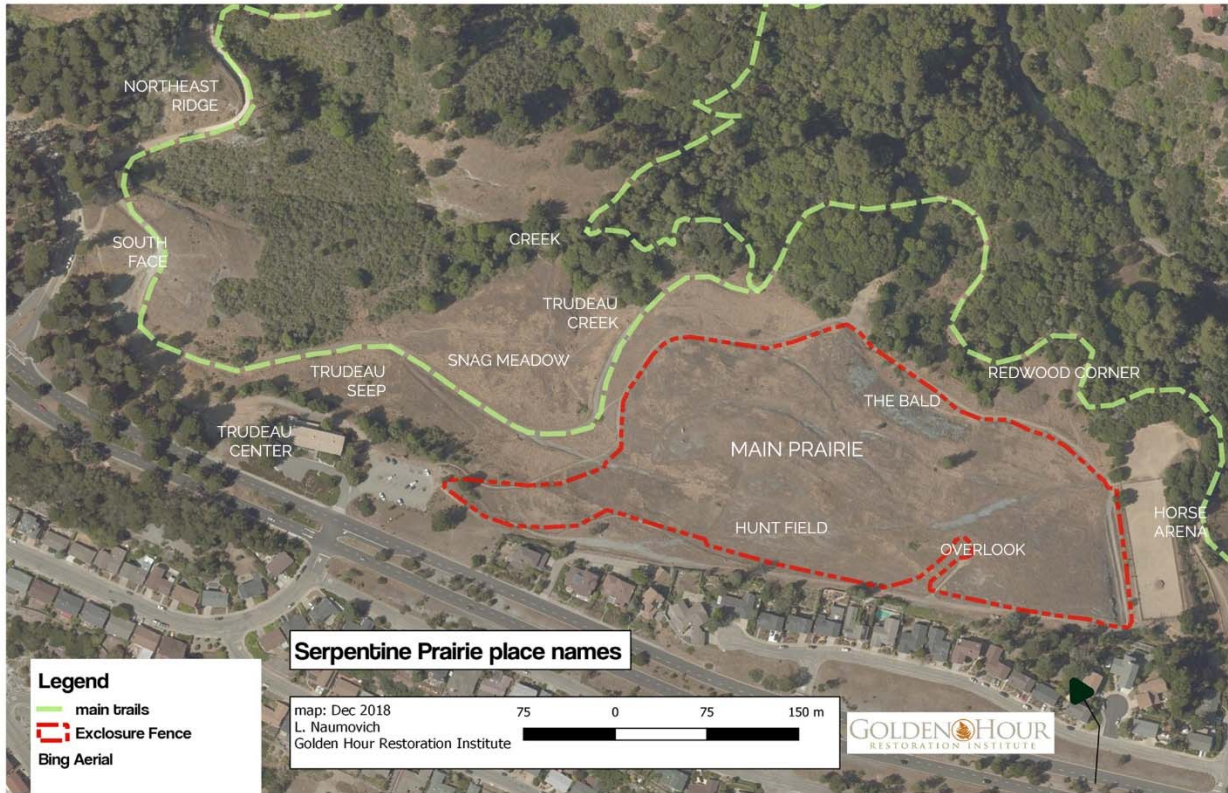 NORTHEAST
RIDGE
SOUTH
FACE
CREEK
TRUDEAU
CREEK
SNAG MEADOW
TRUDEAU
SEEP
REDWOOD CORNER
THE BALD
TRUDEAU
CENTER
MAIN PRAIRIE
HUNT FIELD
HORSE
ARENA
OVERLOOK
Serpentine Prairie place names
Legend
main trails
Exclosure Fence
Bing Aerial
map: Dec 2018
L. Naumovich
Golden Hour Restoration Institute
75 0 75 150 m
GOLDEN HOUR
RESTORATION INSTITUTE